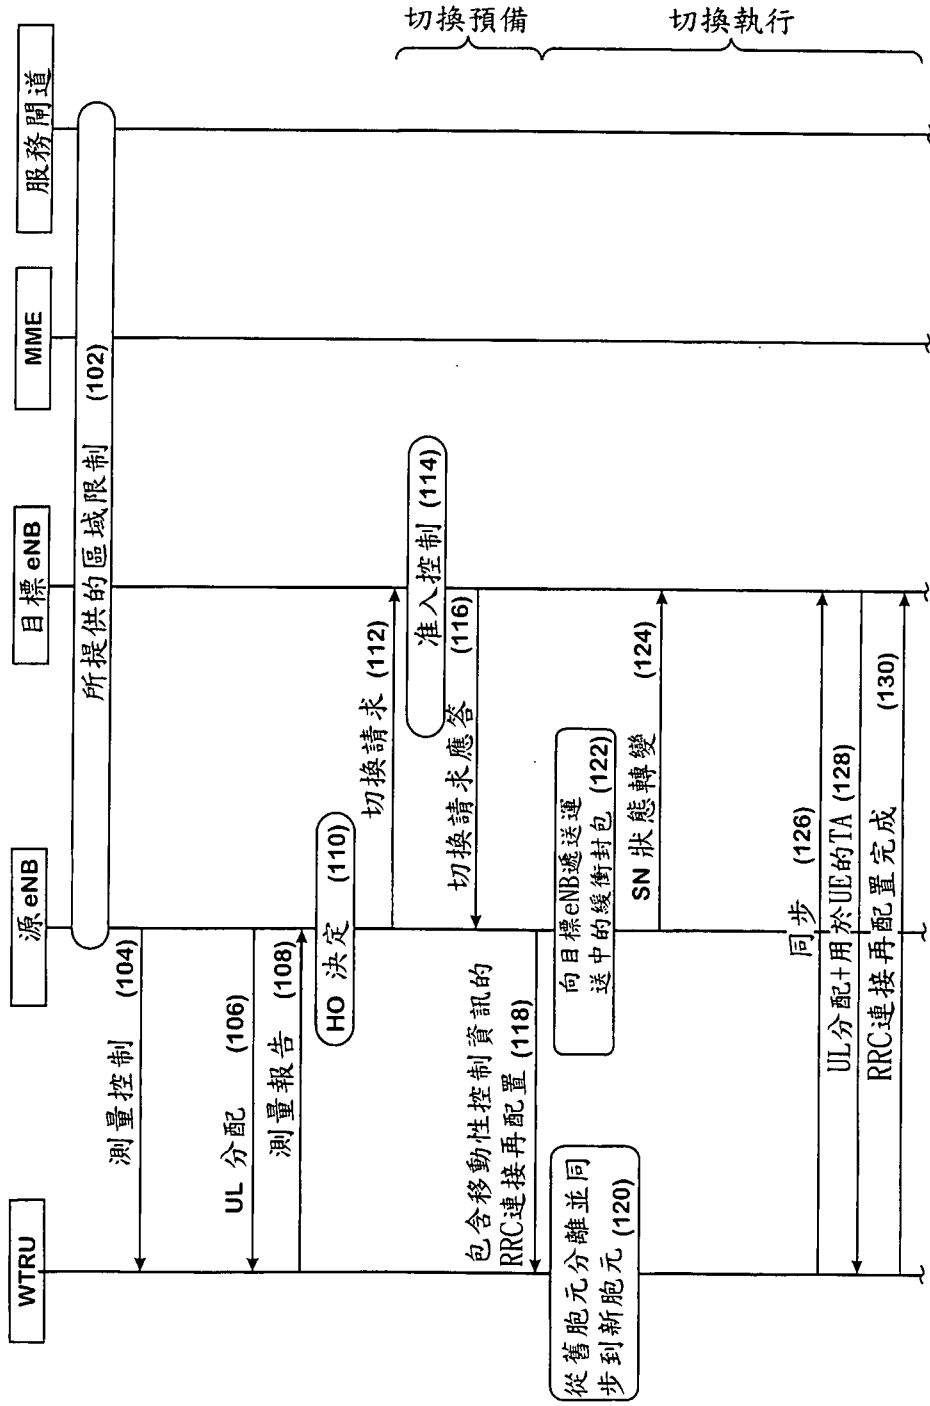 WTRU
源eNB
目標eNB
MME
服務閘道
所提供的區域限制 (102)
測量控制 (104)
UL 分配 (106)
測量報告 (108)
HO 決定 (110)
切換請求 (112)
准入控制 (114)
切換請求應答 (116)
切換預備
包含移動性控制資訊的
RRC連接再配置 (118)
從舊胞元分離並同
步到新胞元 (120)
向目標eNB遞送運
送中的緩衝封包 (122)
SN 狀態轉變 (124)
同步 (126)
UL分配+用於UE的TA (128)
RRC連接再配置完成 (130)
切換執行